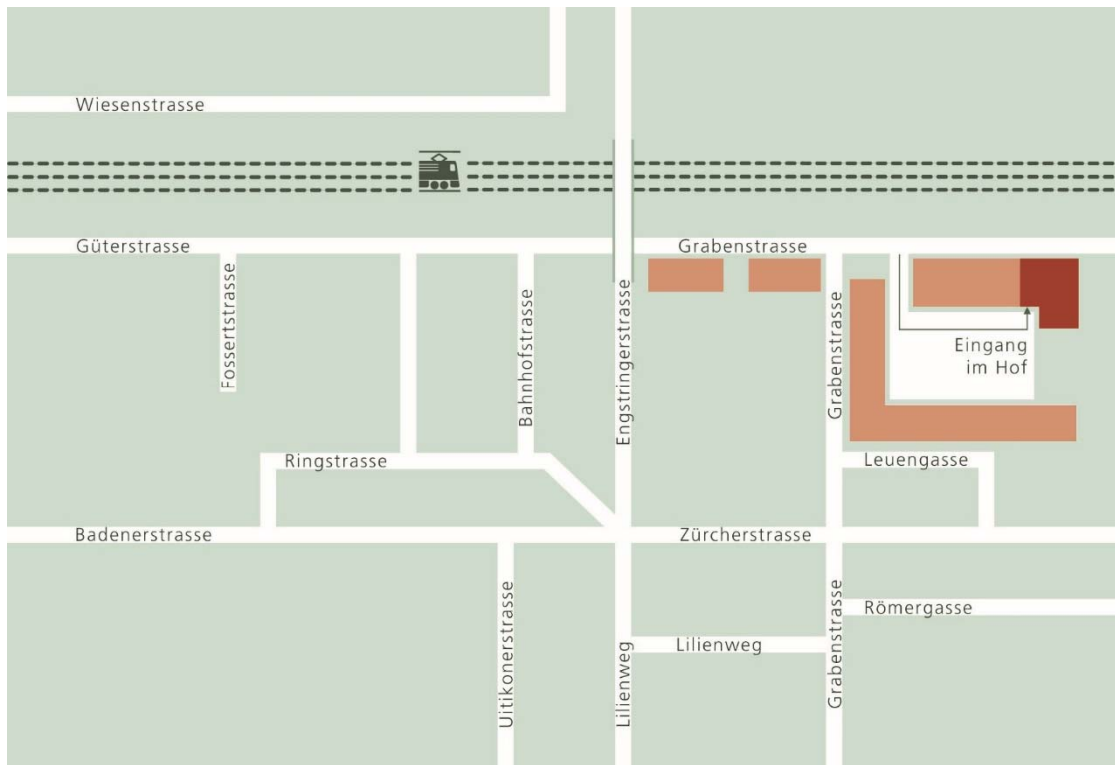 Wiesenstrasse
Güterstrasse
Grabenstrasse
Fossertstrasse
Bahnhofstrasse
Engstringerstrasse
Grabenstrasse
Eingang
im Hof
Ringstrasse
Leuengasse
Badenerstrasse
Zürcherstrasse
Uitikonerstrasse
Lilienweg
Lilienweg
Grabenstrasse
Römergasse